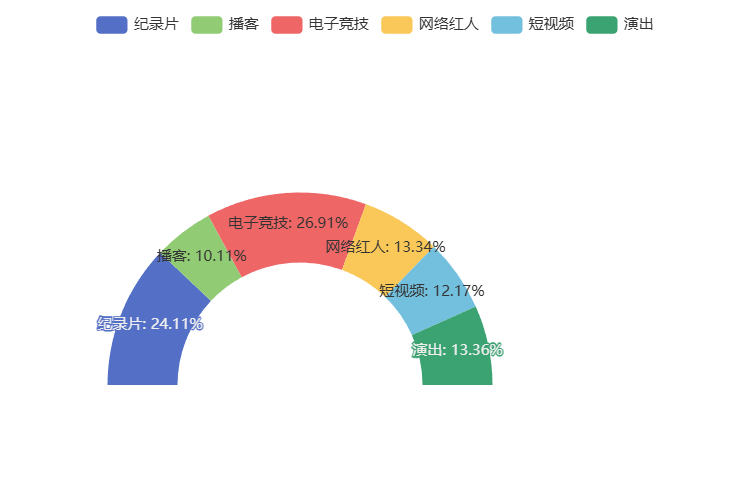 纪录片 播客 电子竞技 网络红人 短视频 演出
电子竞技: 26.91%
网络红人: 13.34%
播客: 10.11%
短视频: 12.17%
纪录片: 24.11%
演出: 13.36%